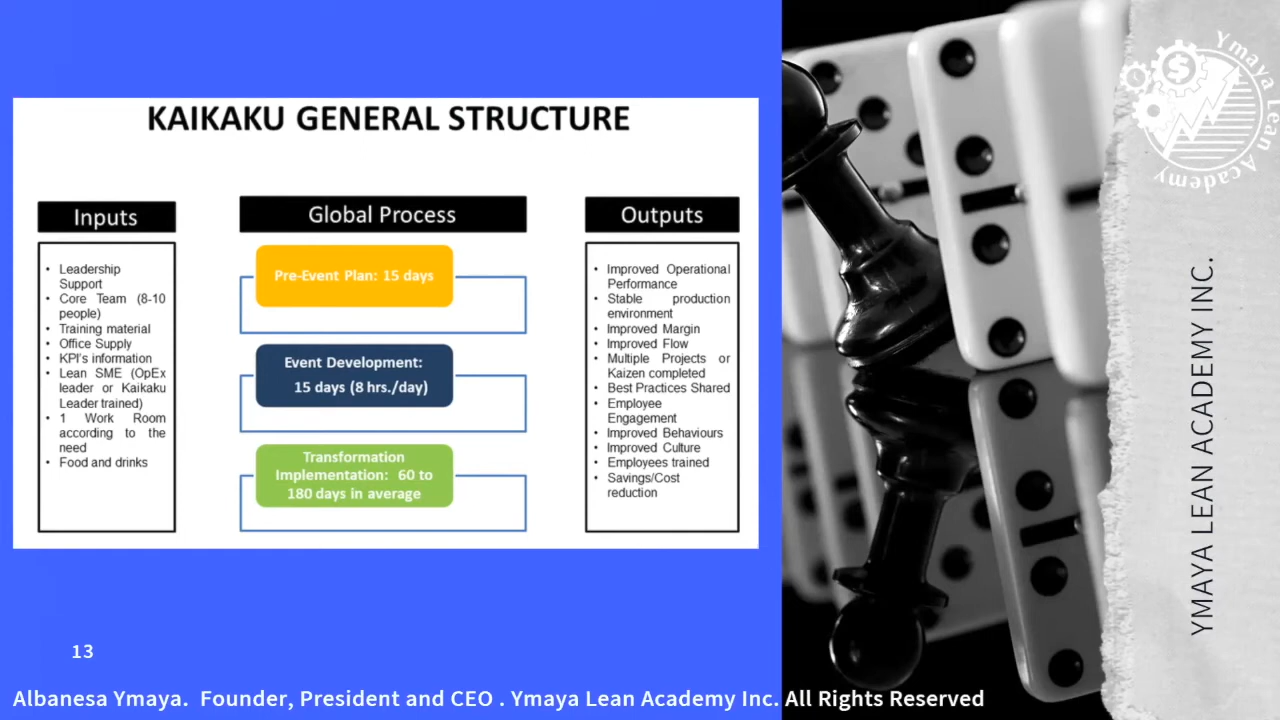 KAIKAKU GENERAL STRUCTURE
Inputs
• Leadership
Support
• Core Team (8-10
people)
• Training material
• Office Supply
• KPI's information
• Lean SME (OpEx
leader or Kaikaku
Leader trained)
• 1 Work Room
according to the
need
• Food and drinks
Global Process
Pre-Event Plan: 15 days
Event Development:
15 days (8 hrs./day)
Transformation
Implementation: 60 to
180 days in average
Outputs
• Improved Operational
Performance
• Stable production
environment
• Improved Margin
• Improved Flow
• Multiple Projects or
Kaizen completed
• Best Practices Shared
• Employee
Engagement
• Improved Behaviours
• Improved Culture
• Employees trained
• Savings/Cost
reduction
Ymaya Lean Academy
$
YMAYA LEAN ACADEMY INC.
13
Albanesa Ymaya. Founder, President and CEO . Ymaya Lean Academy Inc. All Rights Reserved